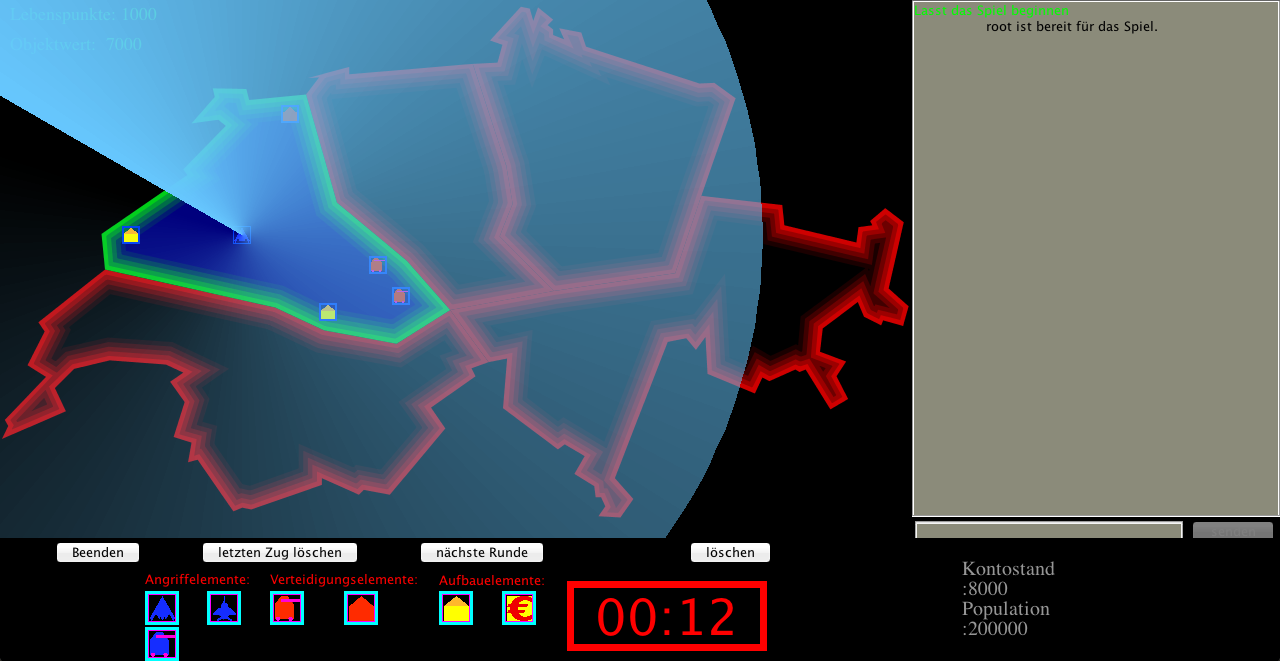 Lebenspunkte: 1000
Objektwert:  7000
Lasst das Spiel beginnen
root ist bereit für das Spiel.
senden
Beenden
letzten Zug löschen
nächste Runde
löschen
Angriffelemente:
Verteidigungselemente:
Aufbauelemente:
€
00:12
Kontostand
:8000
Population
:200000